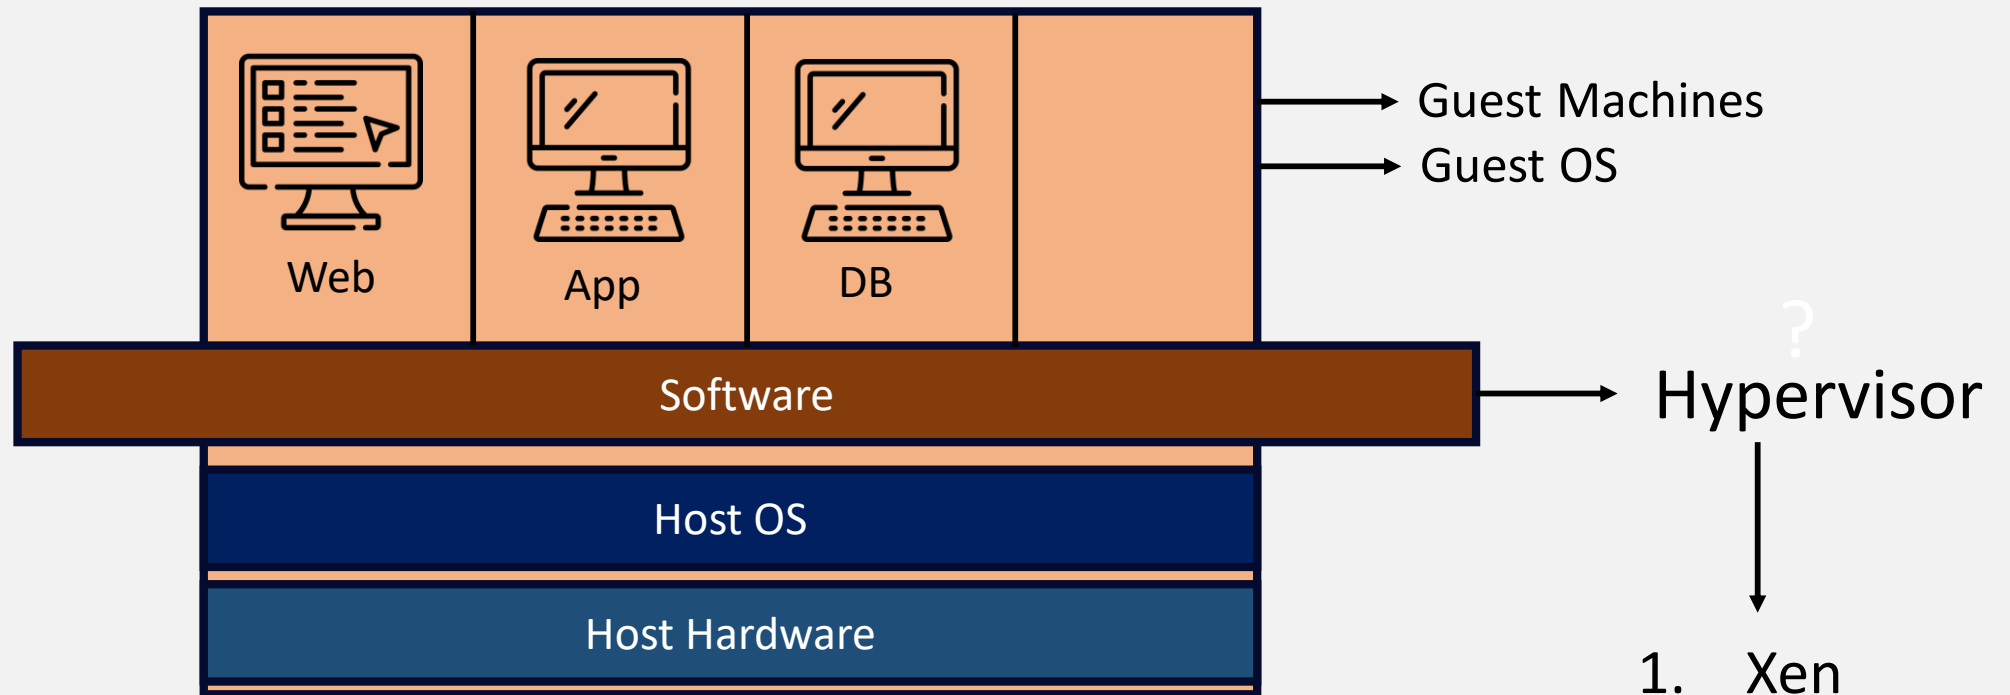 Guest Machines
Guest OS
Web
App
DB
?
Software
Hypervisor
Host OS
Host Hardware
1. Xen